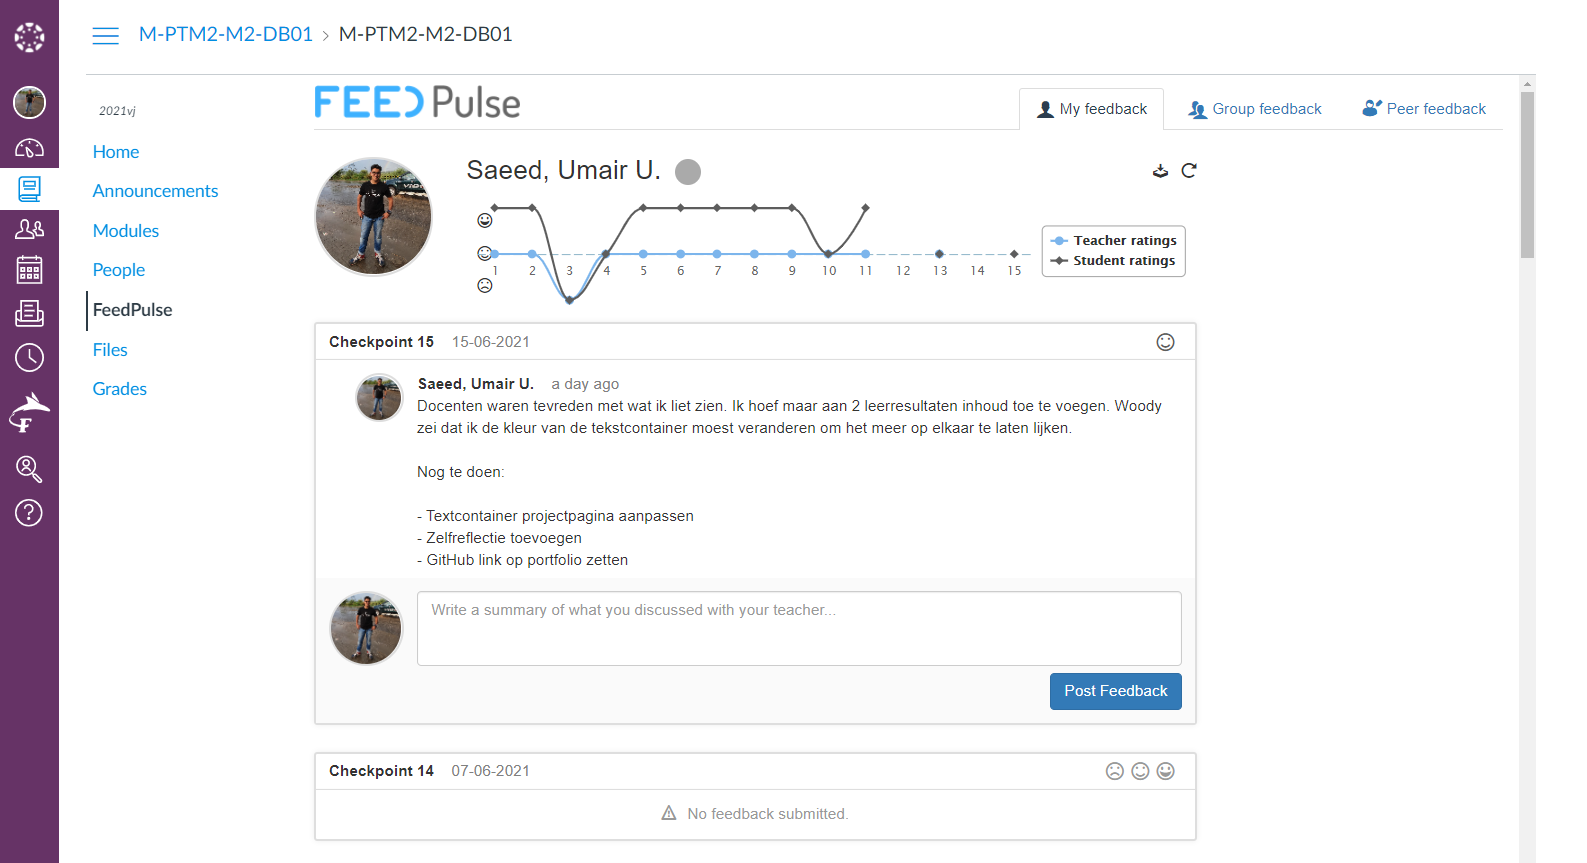 M-PTM2-M2-DB01 › M-PTM2-M2-DB01
2021vj
Home
Announcements
Modules
People
FeedPulse
Files
Grades
FEEDPulse
My feedback
Group feedback
Peer feedback
Saeed, Umair U.
1 2 3 4 5 6 7 8 9 10 11 12 13 14 15
Teacher ratings
Student ratings
Checkpoint 15 15-06-2021
Saeed, Umair U. a day ago
Docenten waren tevreden met wat ik liet zien. Ik hoef maar aan 2 leerresultaten inhoud toe te voegen. Woody
zei dat ik de kleur van de tekstcontainer moest veranderen om het meer op elkaar te laten lijken.
Nog te doen:
- Textcontainer projectpagina aanpassen
- Zelfreflectie toevoegen
- GitHub link op portfolio zetten
Write a summary of what you discussed with your teacher...
Post Feedback
Checkpoint 14 07-06-2021
No feedback submitted.